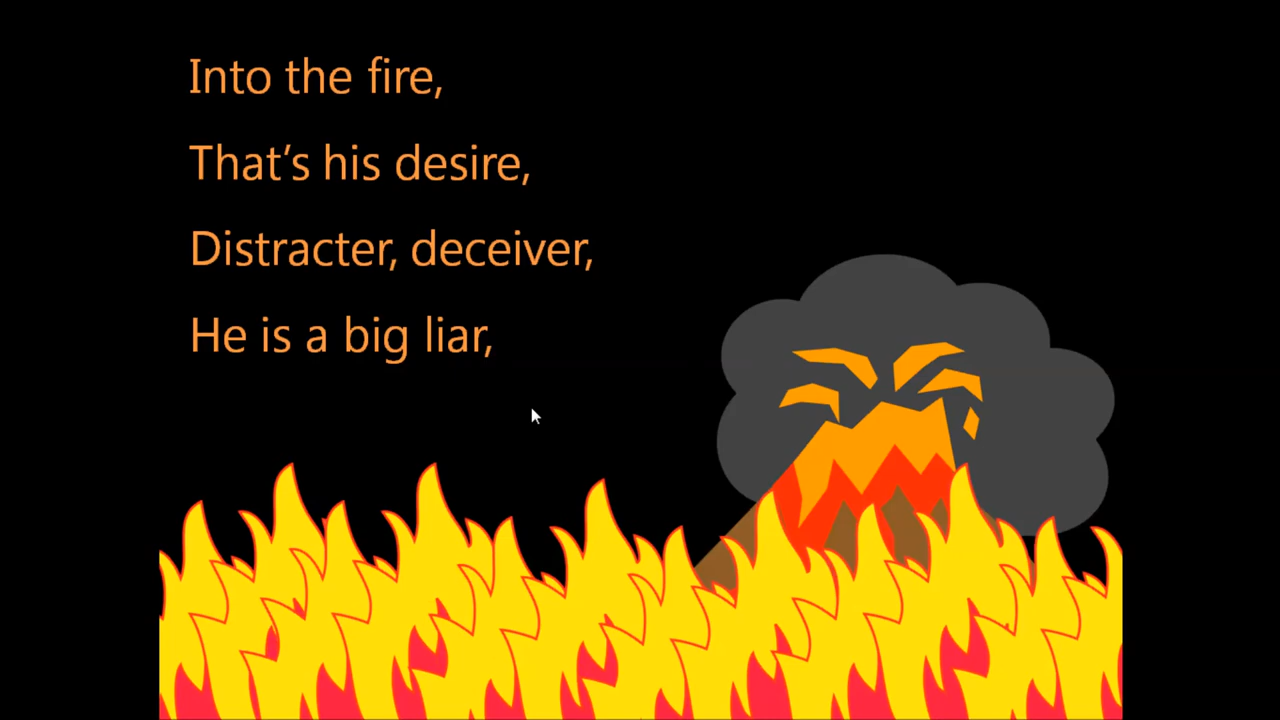 Into the fire,
That’s his desire,
Distracter, deceiver,
He is a big liar,